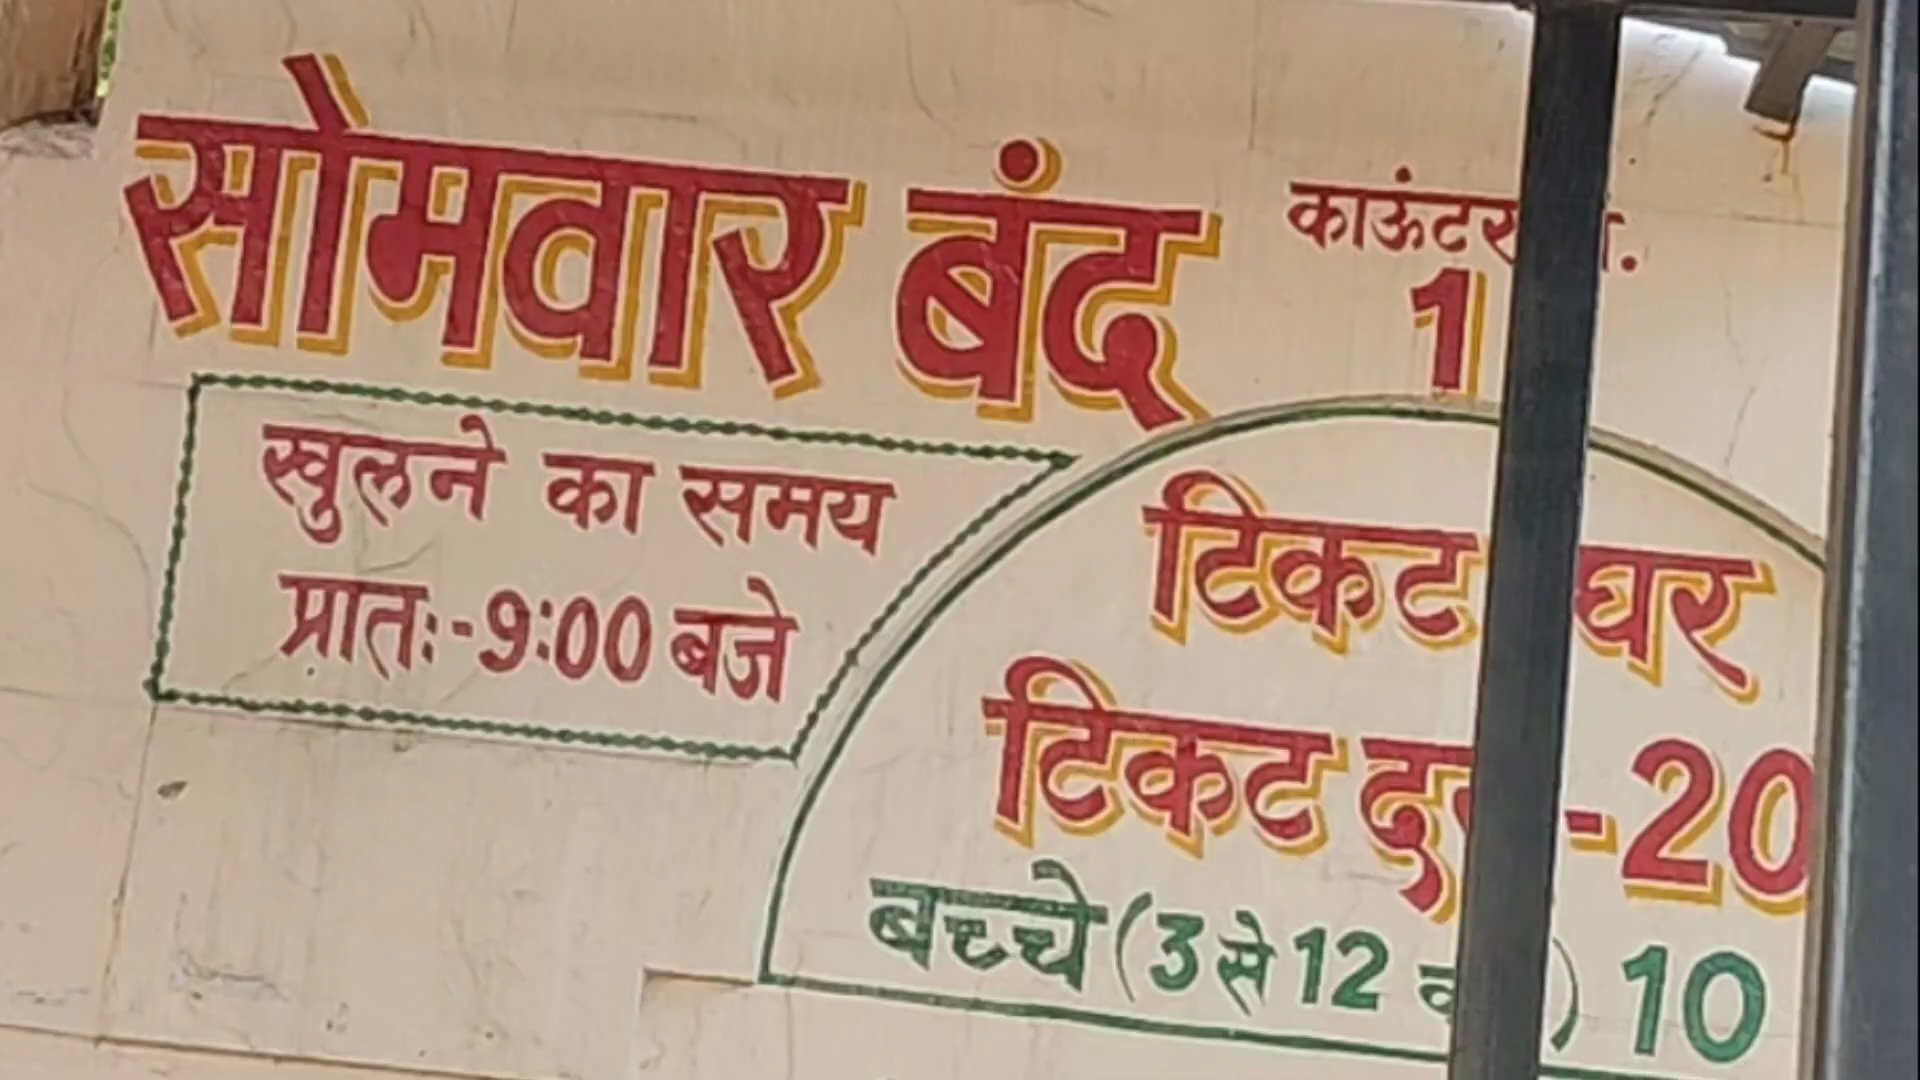 सोमवार बंद
काऊंटर
1
खुलने का समय
प्रातः-9:00 बजे
टिकट घर
टिकट -20
बच्चे (3 से 12 ) 10